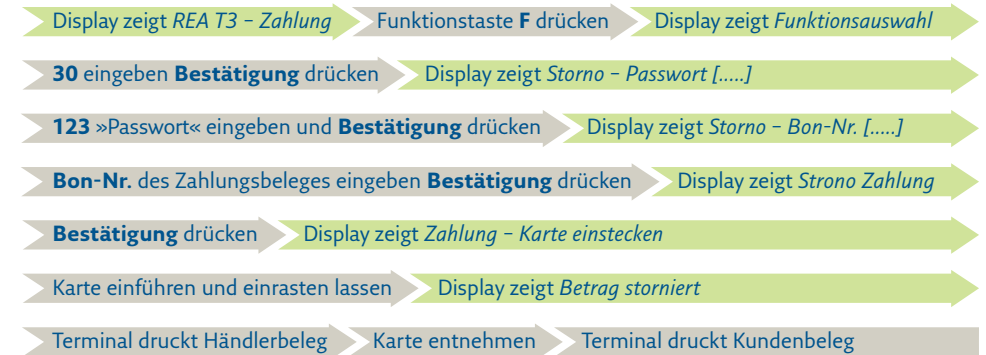 Display zeigt REA T3 – Zahlung Funktionstaste F drücken Display zeigt Funktionsauswahl
30 eingeben Bestätigung drücken Display zeigt Storno – Passwort [.....]
123 »Passwort« eingeben und Bestätigung drücken Display zeigt Storno – Bon-Nr. [.....]
Bon-Nr. des Zahlungsbeleges eingeben Bestätigung drücken Display zeigt Strono Zahlung
Bestätigung drücken Display zeigt Zahlung – Karte einstecken
Karte einführen und einrasten lassen Display zeigt Betrag storniert
Terminal druckt Händlerbeleg Karte entnehmen Terminal druckt Kundenbeleg